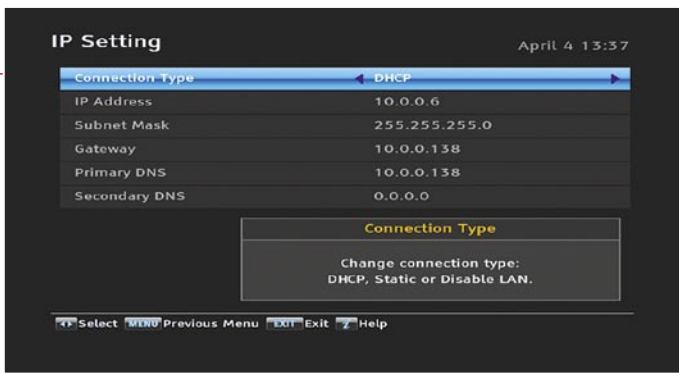 IP Setting
April 4 13:37
Connection Type DHCP
IP Address 10.0.0.6
Subnet Mask 255.255.255.0
Gateway 10.0.0.138
Primary DNS 10.0.0.138
Secondary DNS 0.0.0.0
Connection Type
Change connection type:
DHCP, Static or Disable LAN.
Select MENU Previous Menu EXIT Exit ? Help